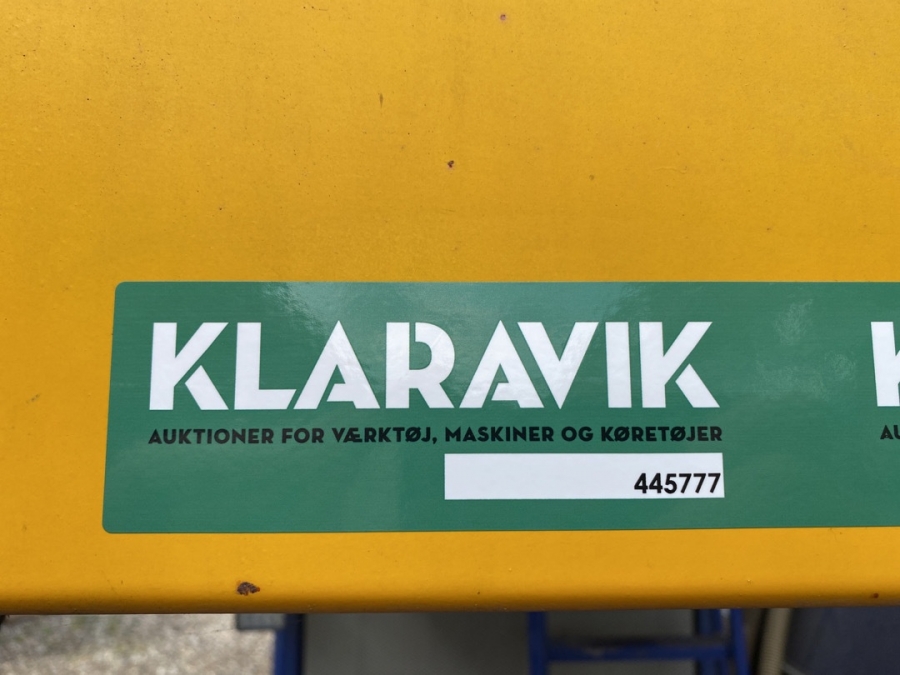 KLARAVIK
AUKTIONER FOR VÆRKTØJ, MASKINER OG KØRETØJER
445777